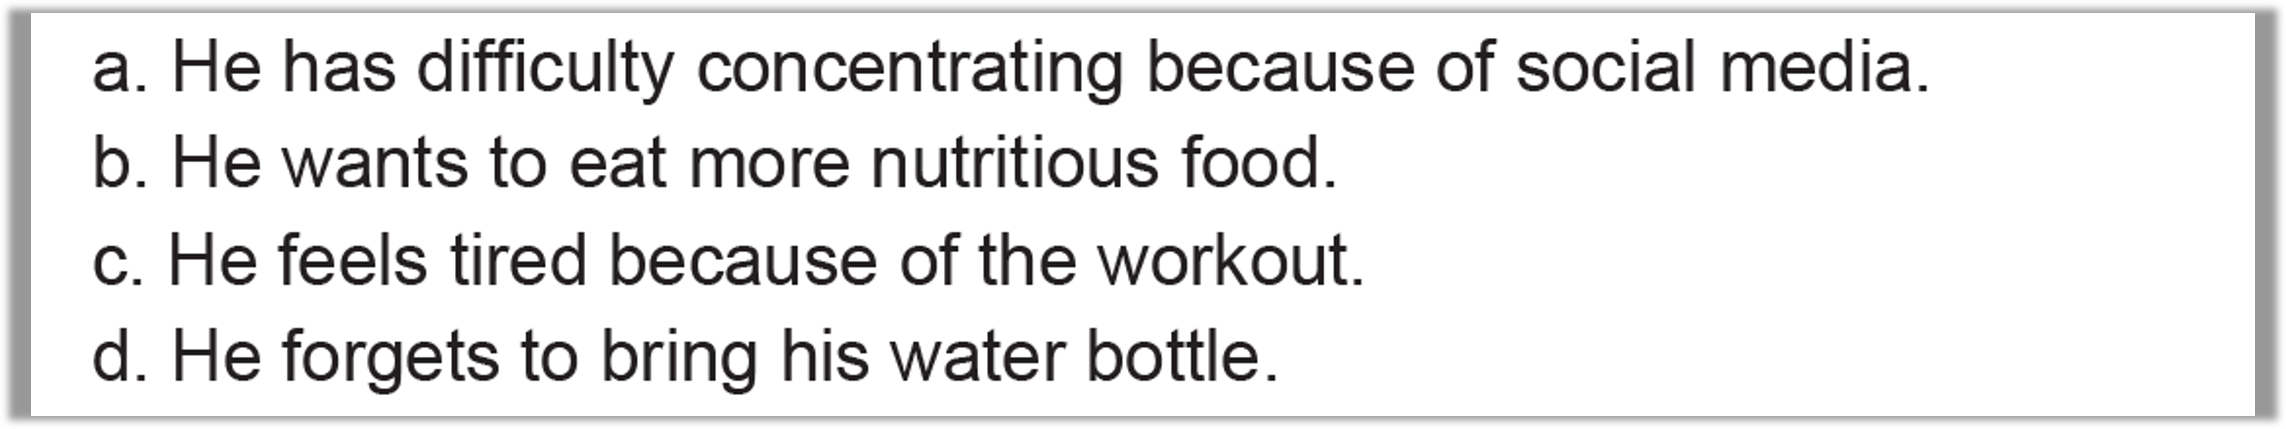 a. He has difficulty concentrating because of social media.
b. He wants to eat more nutritious food.
c. He feels tired because of the workout.
d. He forgets to bring his water bottle.